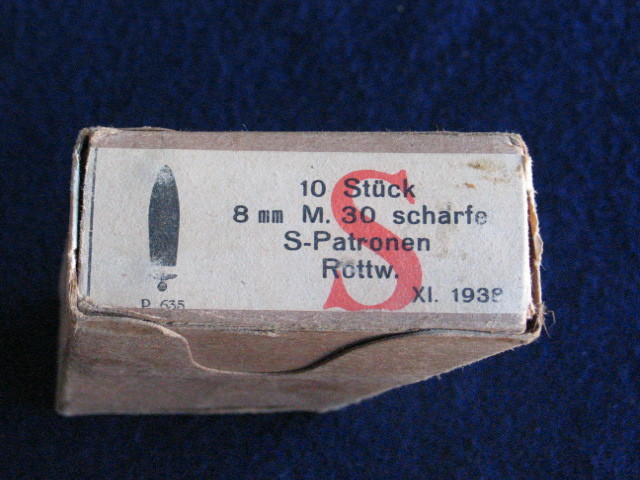 10 Stück
8 mm M. 30 scharfe
S-Patronen
Rottw.
XI. 1938
P. 635
S